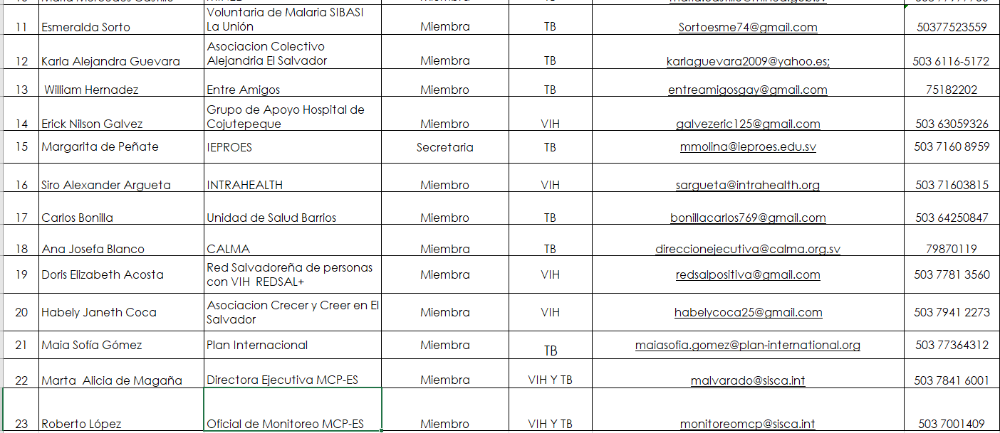 11 Esmeralda Sorto Voluntaria de Malaria SIBASI La Unión Miembra TB Sortoesme74@gmail.com 50377523559
12 Karla Alejandra Guevara Asociacion Colectivo Alejandria El Salvador Miembra TB karlaguevara2009@yahoo.es; 503 6116-5172
13 William Hernadez Entre Amigos Miembro TB entreamigosgay@gmail.com 75182202
14 Erick Nilson Galvez Grupo de Apoyo Hospital de Cojutepeque Miembro VIH galvezeric125@gmail.com 503 63059326
15 Margarita de Peñate IEPROES Secretaria TB mmolina@ieproes.edu.sv 503 7160 8959
16 Siro Alexander Argueta INTRAHEALTH Miembro VIH sargueta@intrahealth.org 503 71603815
17 Carlos Bonilla Unidad de Salud Barrios Miembro TB bonillacarlos769@gmail.com 503 64250847
18 Ana Josefa Blanco CALMA Miembra TB direccionejecutiva@calma.org.sv 79870119
19 Doris Elizabeth Acosta Red Salvadoreña de personas con VIH REDSAL+ Miembra VIH redsalpositiva@gmail.com 503 7781 3560
20 Habely Janeth Coca Asociacion Crecer y Creer en El Salvador Miembra VIH habelycoca25@gmail.com 503 7941 2273
21 Maia Sofía Gómez Plan Internacional Miembra TB maiasofia.gomez@plan-international.org 503 77364312
22 Marta Alicia de Magaña Directora Ejecutiva MCP-ES Miembra VIH Y TB malvarado@sisca.int 503 7841 6001
23 Roberto López Oficial de Monitoreo MCP-ES Miembro VIH Y TB monitoreomcp@sisca.int 503 7001409